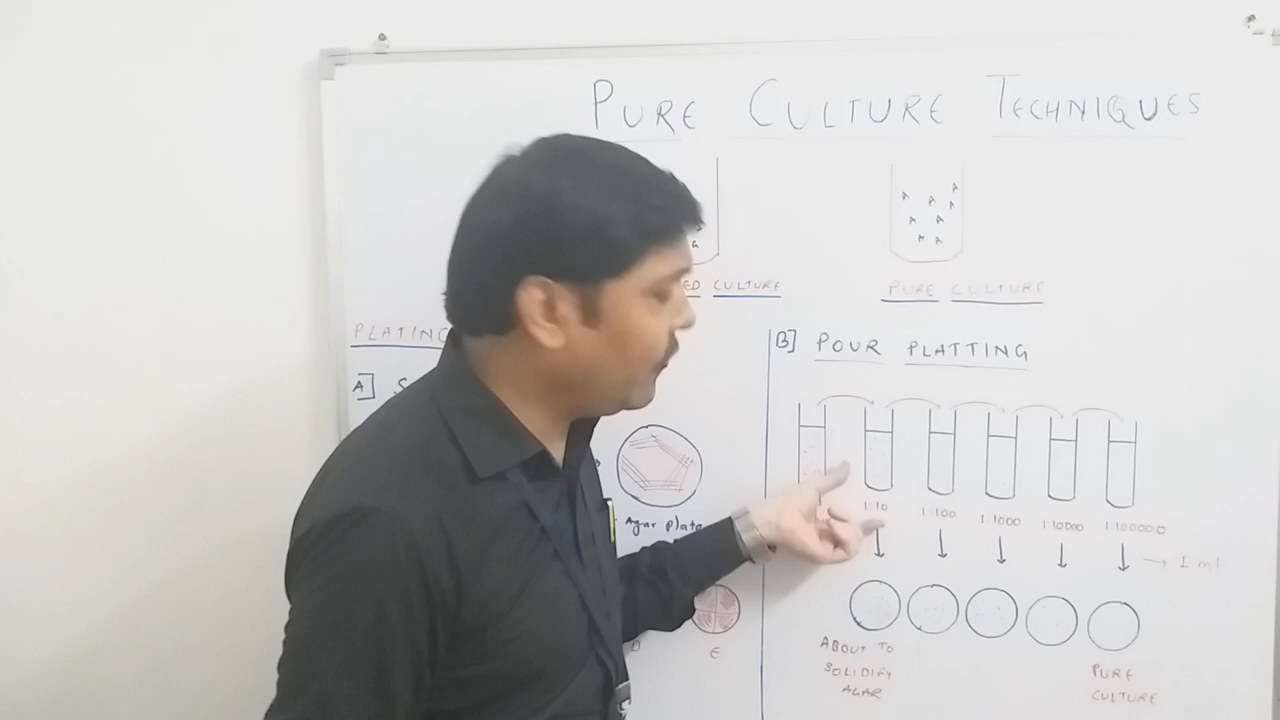 PURE CULTURE TECHNIQUES
A A A A A A A A
G
ED CULTURE
PURE CULTURE
PLATING
A] S
B] POUR PLATTING
Agar plate
1:10 1:100 1:1000 1:10000 1:100000
→ 1 ml
D E
ABOUT TO
SOLIDIFY
AGAR
PURE
CULTURE